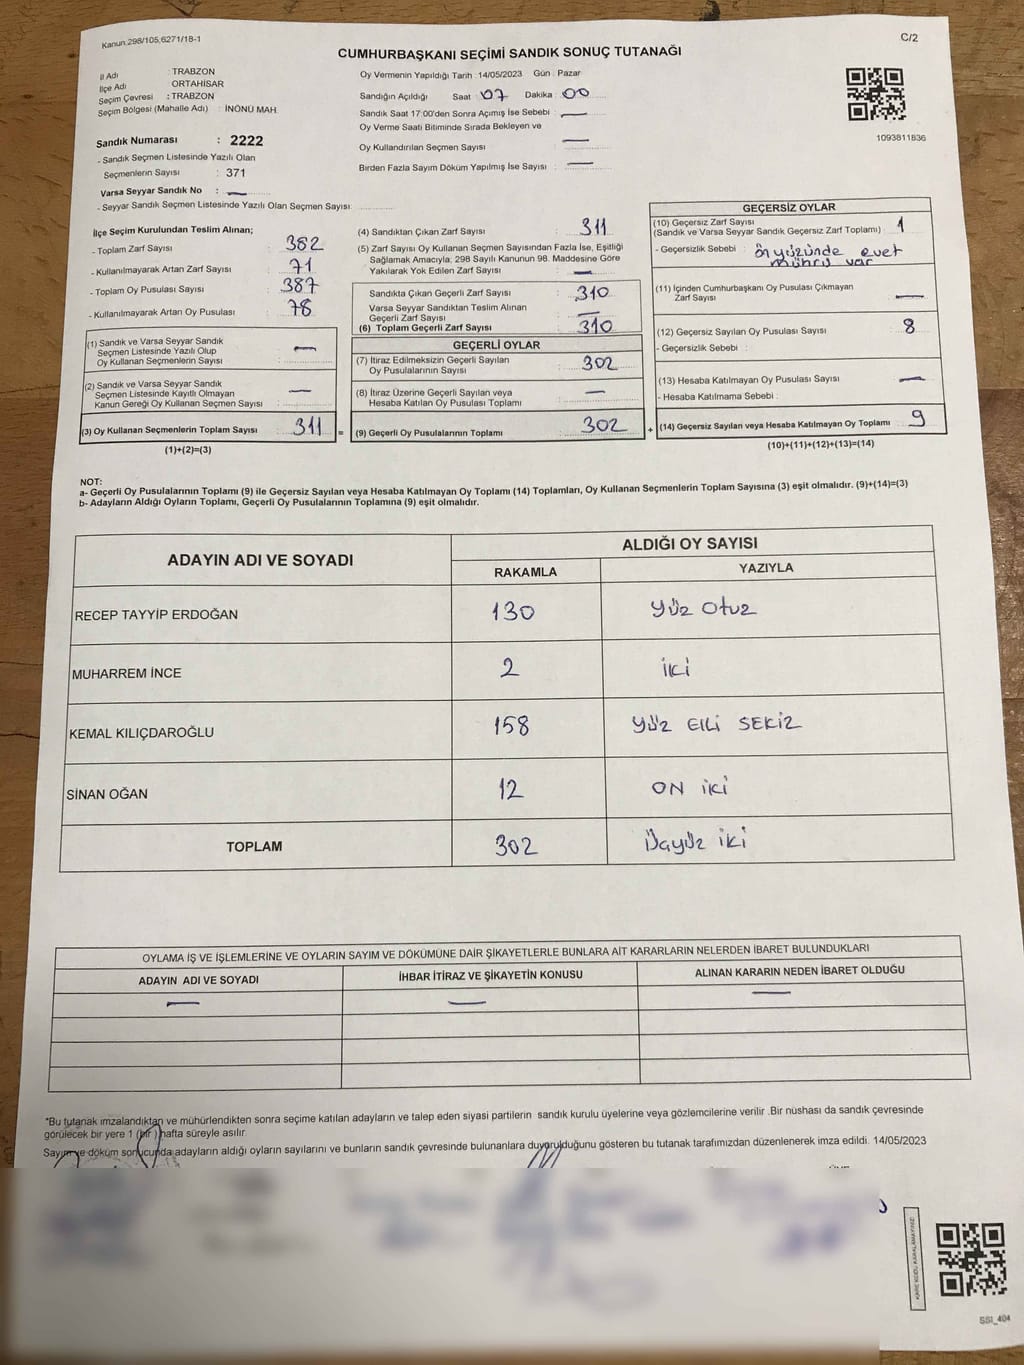 Kanun,298/105,6271/18-1
C/2
CUMHURBAŞKANI SEÇİMİ SANDIK SONUÇ TUTANAĞI
İl Adı : TRABZON
İlçe Adı ORTAHİSAR
Seçim Çevresi : TRABZON
Seçim Bölgesi (Mahalle Adı) : İNÖNÜ MAH.
Oy Vermenin Yapıldığı Tarih : 14/05/2023 Gün : Pazar
Sandığın Açıldığı Saat : 07 Dakika : 00
Sandık Saat 17:00'den Sonra Açımış İse Sebebi : —
Oy Verme Saati Bitiminde Sırada Bekleyen ve
Oy Kullandırılan Seçmen Sayısı : —
Birden Fazla Sayım Döküm Yapılmış İse Sayısı : —
1093811836
Sandık Numarası : 2222
- Sandık Seçmen Listesinde Yazılı Olan
Seçmenlerin Sayısı : 371
Varsa Seyyar Sandık No : —
- Seyyar Sandık Seçmen Listesinde Yazılı Olan Seçmen Sayısı:
İlçe Seçim Kurulundan Teslim Alınan;
- Toplam Zarf Sayısı : 382
- Kullanılmayarak Artan Zarf Sayısı : 71
- Toplam Oy Pusulası Sayısı : 387
- Kullanılmayarak Artan Oy Pusulası : 78
(1) Sandık ve Varsa Seyyar Sandık
Seçmen Listesinde Yazılı Olup
Oy Kullanan Seçmenlerin Sayısı : —
(2) Sandık ve Varsa Seyyar Sandık
Seçmen Listesinde Kayıtlı Olmayan
Kanun Gereği Oy Kullanan Seçmen Sayısı : —
(3) Oy Kullanan Seçmenlerin Toplam Sayısı : 311 =
(1)+(2)=(3)
(4) Sandıktan Çıkan Zarf Sayısı : 311
(5) Zarf Sayısı Oy Kullanan Seçmen Sayısından Fazla İse, Eşitliği
Sağlamak Amacıyla, 298 Sayılı Kanunun 98. Maddesine Göre
Yakılarak Yok Edilen Zarf Sayısı : —
Sandıkta Çıkan Geçerli Zarf Sayısı : 310
Varsa Seyyar Sandıktan Teslim Alınan
Geçerli Zarf Sayısı : —
(6) Toplam Geçerli Zarf Sayısı : 310
GEÇERLİ OYLAR
(7) İtiraz Edilmeksizin Geçerli Sayılan
Oy Pusulalarının Sayısı : 302
(8) İtiraz Üzerine Geçerli Sayılan veya
Hesaba Katılan Oy Pusulası Toplamı : —
(9) Geçerli Oy Pusulalarının Toplamı : 302 +
GEÇERSİZ OYLAR
(10) Geçersiz Zarf Sayısı
(Sandık ve Varsa Seyyar Sandık Geçersiz Zarf Toplamı) : 1
- Geçersizlik Sebebi : ön yüzünde evet
mührü var
(11) İçinden Cumhurbaşkanı Oy Pusulası Çıkmayan
Zarf Sayısı : —
(12) Geçersiz Sayılan Oy Pusulası Sayısı : 8
- Geçersizlik Sebebi :
(13) Hesaba Katılmayan Oy Pusulası Sayısı : —
- Hesaba Katılmama Sebebi :
(14) Geçersiz Sayılan veya Hesaba Katılmayan Oy Toplamı : 9
(10)+(11)+(12)+(13)=(14)
NOT:
a- Geçerli Oy Pusulalarının Toplamı (9) ile Geçersiz Sayılan veya Hesaba Katılmayan Oy Toplamı (14) Toplamları, Oy Kullanan Seçmenlerin Toplam Sayısına (3) eşit olmalıdır. (9)+(14)=(3)
b- Adayların Aldığı Oyların Toplamı, Geçerli Oy Pusulalarının Toplamına (9) eşit olmalıdır.
ADAYIN ADI VE SOYADI
ALDIĞI OY SAYISI
RAKAMLA YAZIYLA
RECEP TAYYİP ERDOĞAN 130 Yüz Otuz
MUHARREM İNCE 2 iki
KEMAL KILIÇDAROĞLU 158 yüz Elli SEKİZ
SİNAN OĞAN 12 ON iki
TOPLAM 302 Üçyüz iki
OYLAMA İŞ VE İŞLEMLERİNE VE OYLARIN SAYIM VE DÖKÜMÜNE DAİR ŞİKAYETLERLE BUNLARA AİT KARARLARIN NELERDEN İBARET BULUNDUKLARI
ADAYIN ADI VE SOYADI İHBAR İTİRAZ VE ŞİKAYETİN KONUSU ALINAN KARARIN NEDEN İBARET OLDUĞU
— — —
*Bu tutanak imzalandıktan ve mühürlendikten sonra seçime katılan adayların ve talep eden siyasi partilerin sandık kurulu üyelerine veya gözlemcilerine verilir .Bir nüshası da sandık çevresinde
görülecek bir yere 1 (bir) hafta süreyle asılır.
Sayım ve döküm sonucunda adayların aldığı oyların sayılarını ve bunların sandık çevresinde bulunanlara duyurulduğunu gösteren bu tutanak tarafımızdan düzenlenerek imza edildi. 14/05/2023
KARE KODU KARALAMAYINIZ!
SSI_404